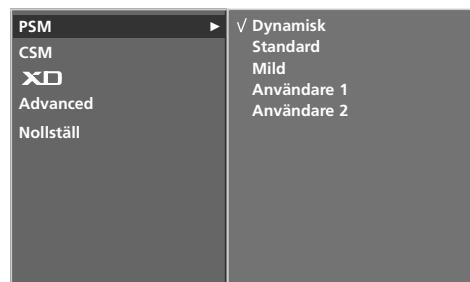 PSM ►
CSM
XD
Advanced
Nollställ
√ Dynamisk
Standard
Mild
Användare 1
Användare 2